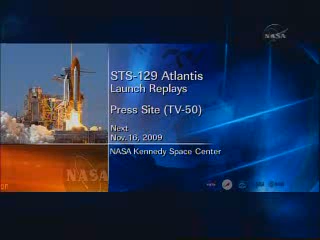 NASA
STS-129 Atlantis
Launch Replays
Press Site (TV-50)
Next
Nov. 16, 2009
NASA Kennedy Space Center
NASA